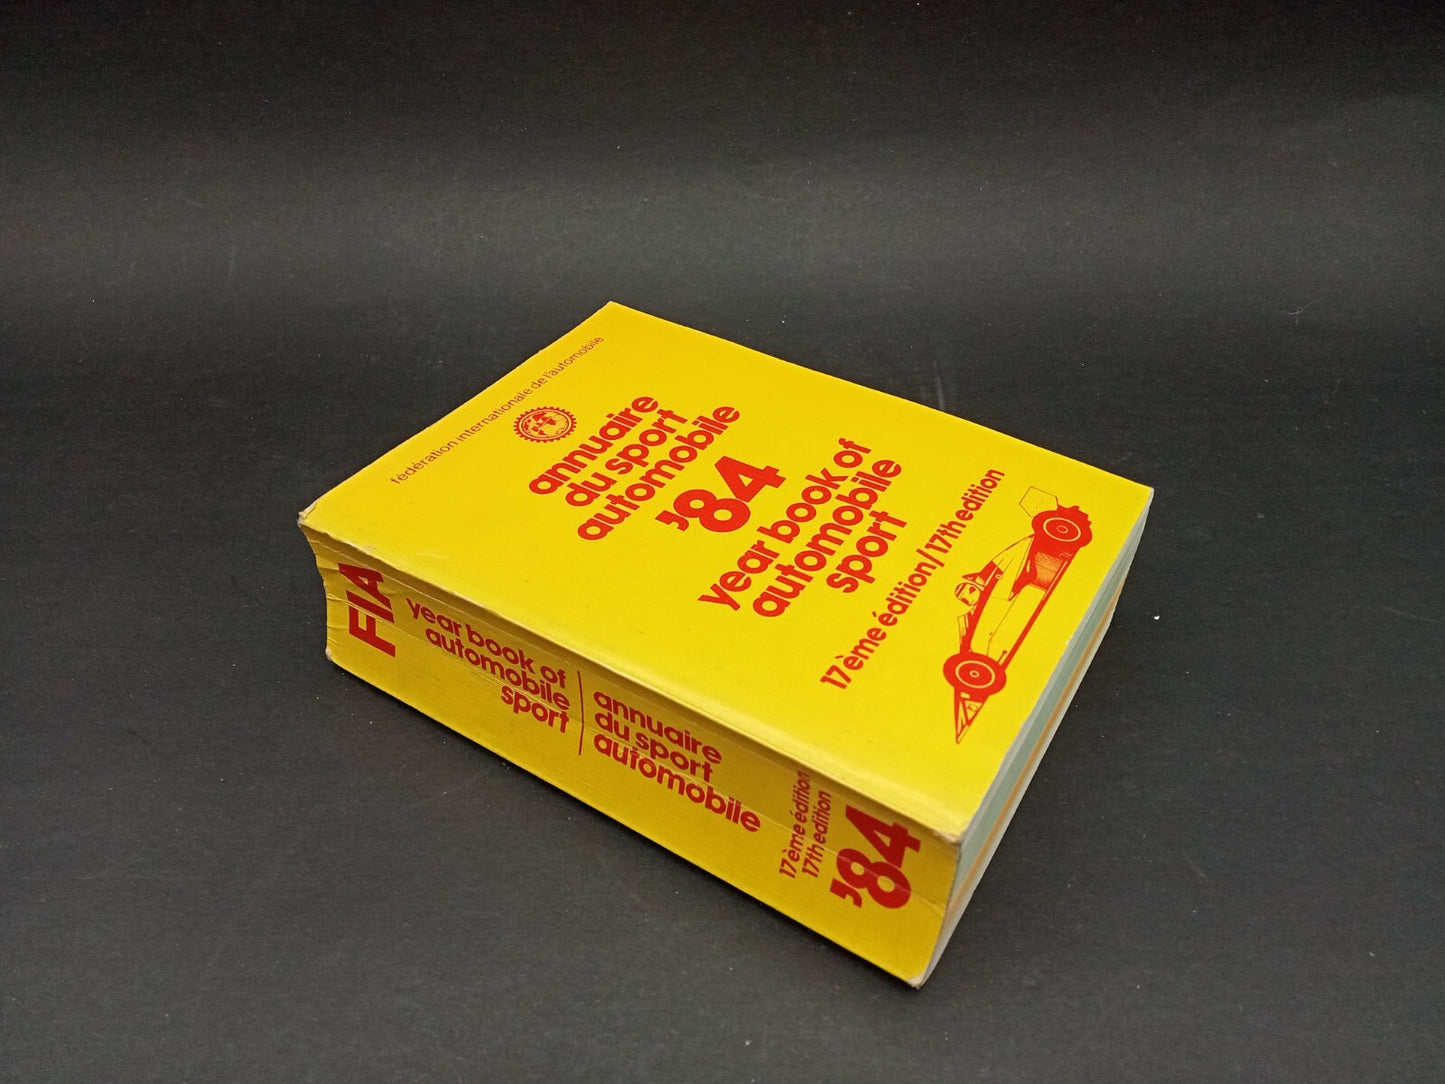 fédération internationale de l'automobile
annuaire
du sport
automobile
'84
year book of
automobile
sport
17ème édition/17th edition
FIA
year book of
automobile
sport
annuaire
du sport
automobile
17ème édition
17th edition
'84